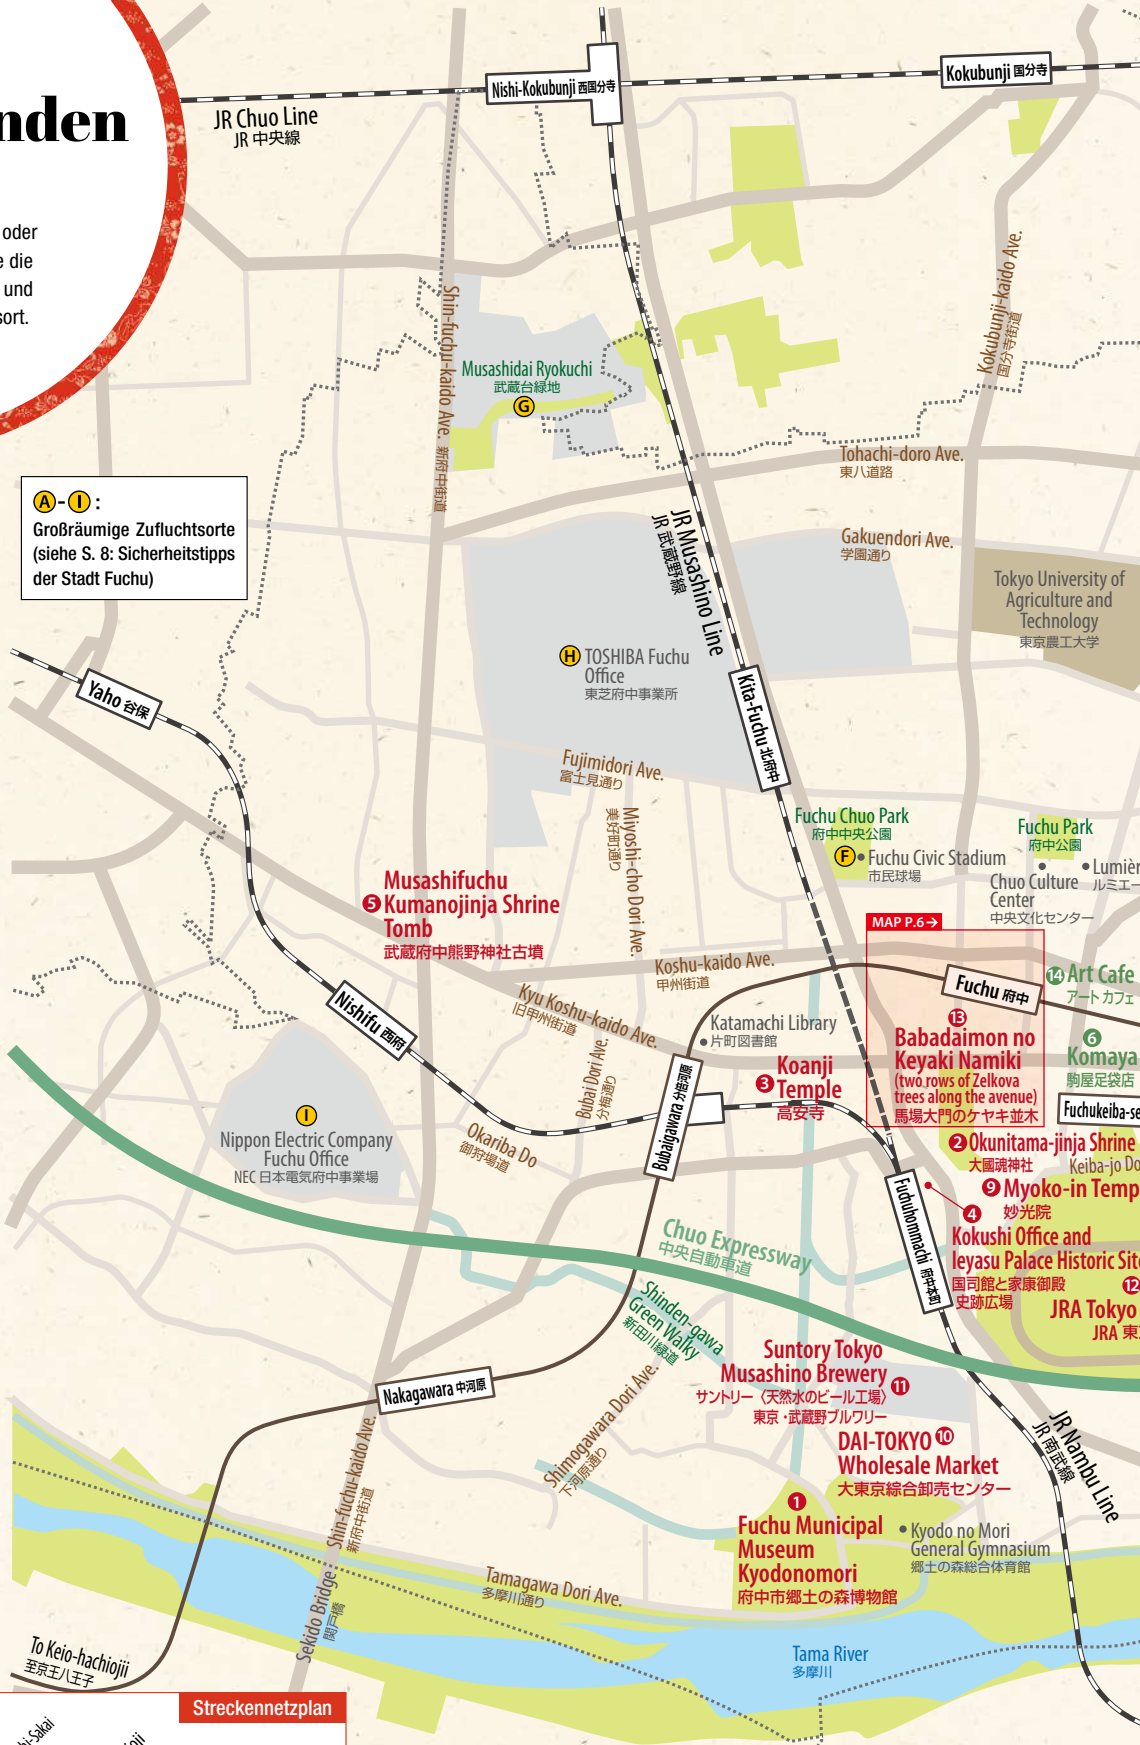 nden
oder
e die
und
sort.
JR Chuo Line
JR 中央線
Nishi-Kokubunji 西国分寺
Kokubunji 国分寺
Shin-fuchu-kaido Ave. 新府中街道
Kokubunji-kaido Ave.
国分寺街道
Musashidai Ryokuchi
武蔵台緑地
G
Tohachi-doro Ave.
東八道路
A - I :
Großräumige Zufluchtsorte
(siehe S. 8: Sicherheitstipps
der Stadt Fuchu)
JR Musashino Line
JR 武蔵野線
Gakuendori Ave.
学園通り
Tokyo University of
Agriculture and
Technology
東京農工大学
H TOSHIBA Fuchu
Office
東芝府中事業所
Yaho 谷保
Kita-Fuchu 北府中
Fujimidori Ave.
富士見通り
Miyoshi-cho Dori Ave.
美好町通り
Fuchu Chuo Park
府中中央公園
F Fuchu Civic Stadium
市民球場
Fuchu Park
府中公園
Lumièr
ルミエー
Chuo Culture
Center
中央文化センター
5 Musashifuchu
Kumanojinja Shrine
Tomb
武蔵府中熊野神社古墳
MAP P.6→
Koshu-kaido Ave.
甲州街道
Fuchu 府中
14 Art Cafe
アート カフェ
Nishifu 西府
Kyu Koshu-kaido Ave.
旧甲州街道
Katamachi Library
片町図書館
13
Babadaimon no
Keyaki Namiki
(two rows of Zelkova
trees along the avenue)
馬場大門のケヤキ並木
6
Komaya
駒屋足袋店
Bubai Dori Ave.
分梅通り
Bubaigawara 分倍河原
3 Koanji
Temple
高安寺
Fuchukeiba-se
I
Nippon Electric Company
Fuchu Office
NEC 日本電気府中事業場
Okariba Do
御狩場道
2 Okunitama-jinja Shrine
大國魂神社
Keiba-jo Do
9 Myoko-in Temp
妙光院
4
Kokushi Office and
Ieyasu Palace Historic Site
国司館と家康御殿
史跡広場
Fuchuhommachi 府中本町
12
JRA Tokyo
JRA 東
Chuo Expressway
中央自動車道
Shinden-gawa
Green Walky
新田川緑道
Suntory Tokyo
Musashino Brewery 11
サントリー〈天然水のビール工場〉
東京・武蔵野ブルワリー
Nakagawara 中河原
Shimogawara Dori Ave.
下河原通り
DAI-TOKYO 10
Wholesale Market
大東京綜合卸売センター
JR Nambu Line
JR 南武線
Shin-fuchu-kaido Ave.
新府中街道
1
Fuchu Municipal
Museum
Kyodonomori
府中市郷土の森博物館
Kyodo no Mori
General Gymnasium
郷土の森総合体育館
Sekido Bridge
関戸橋
Tamagawa Dori Ave.
多摩川通り
To Keio-hachiojii
至京王八王子
Tama River
多摩川
Streckennetzplan
hi-Sakai
oji